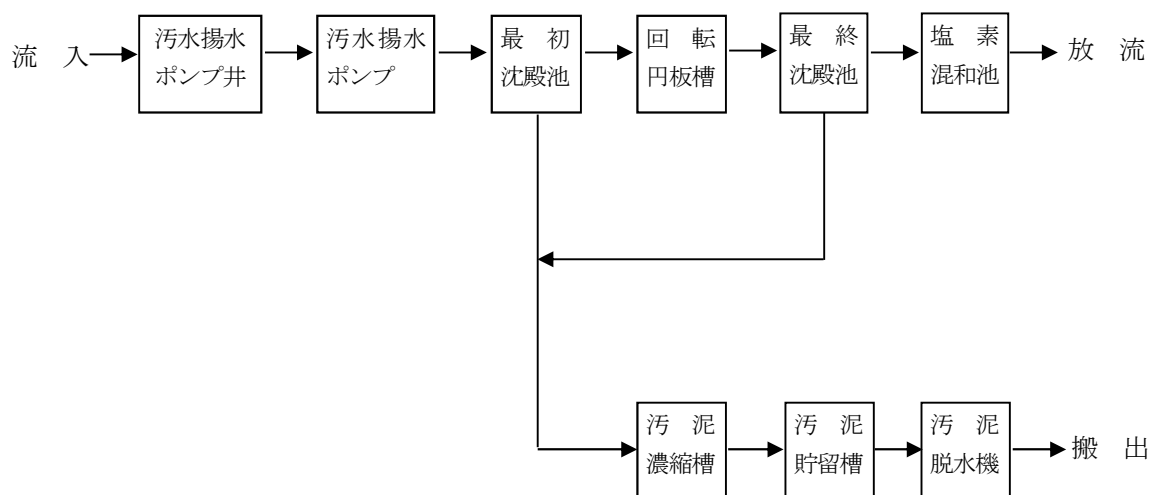 流 入
汚水揚水
ポンプ井
汚水揚水
ポンプ
最 初
沈殿池
回 転
円板槽
最 終
沈殿池
塩 素
混和池
放 流
汚 泥
濃縮槽
汚 泥
貯留槽
汚 泥
脱水機
搬 出